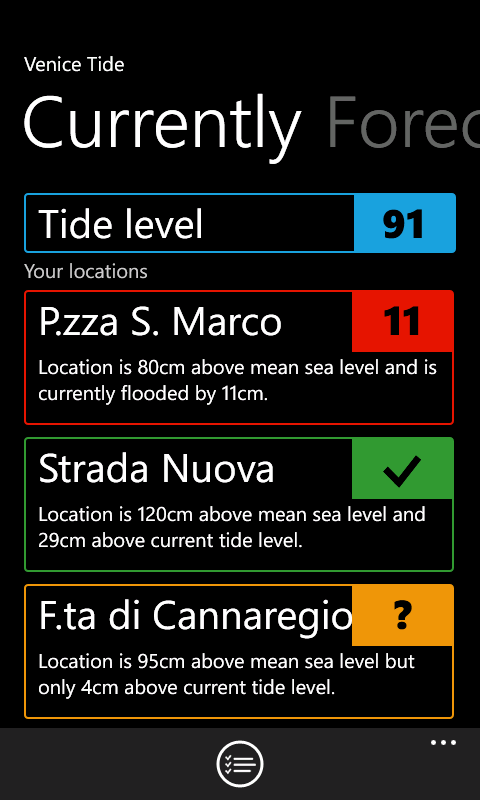 Venice Tide
Currently Forec
Tide level 91
Your locations
P.zza S. Marco 11
Location is 80cm above mean sea level and is
currently flooded by 11cm.
Strada Nuova
Location is 120cm above mean sea level and
29cm above current tide level.
F.ta di Cannaregio ?
Location is 95cm above mean sea level but
only 4cm above current tide level.